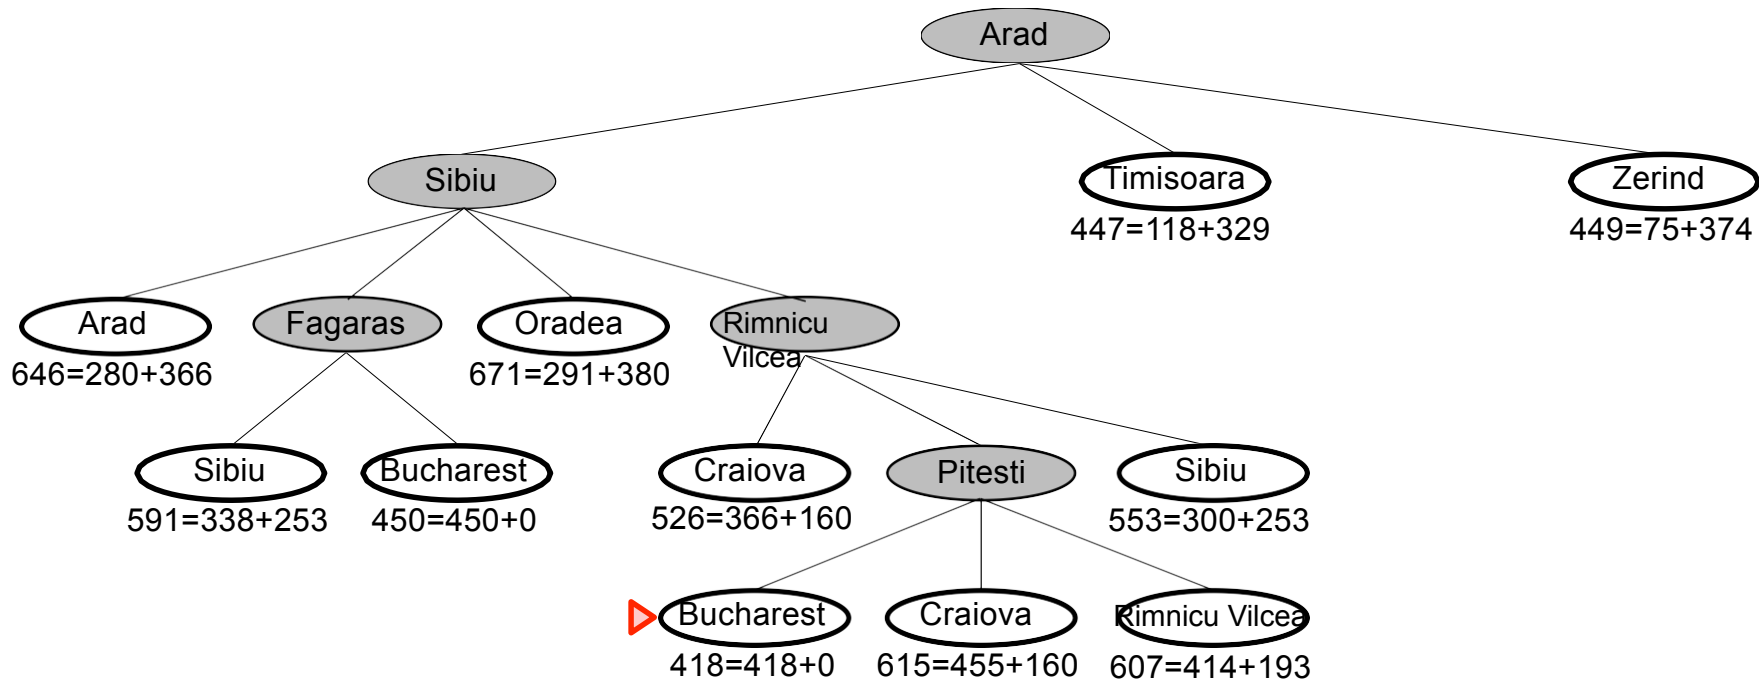 Arad
Sibiu
Timisoara
Zerind
447=118+329
449=75+374
Arad
Fagaras
Oradea
Rimnicu
Vilcea
646=280+366
671=291+380
Sibiu
Bucharest
Craiova
Pitesti
Sibiu
591=338+253
450=450+0
526=366+160
553=300+253
Bucharest
Craiova
Rimnicu Vilcea
418=418+0
615=455+160
607=414+193